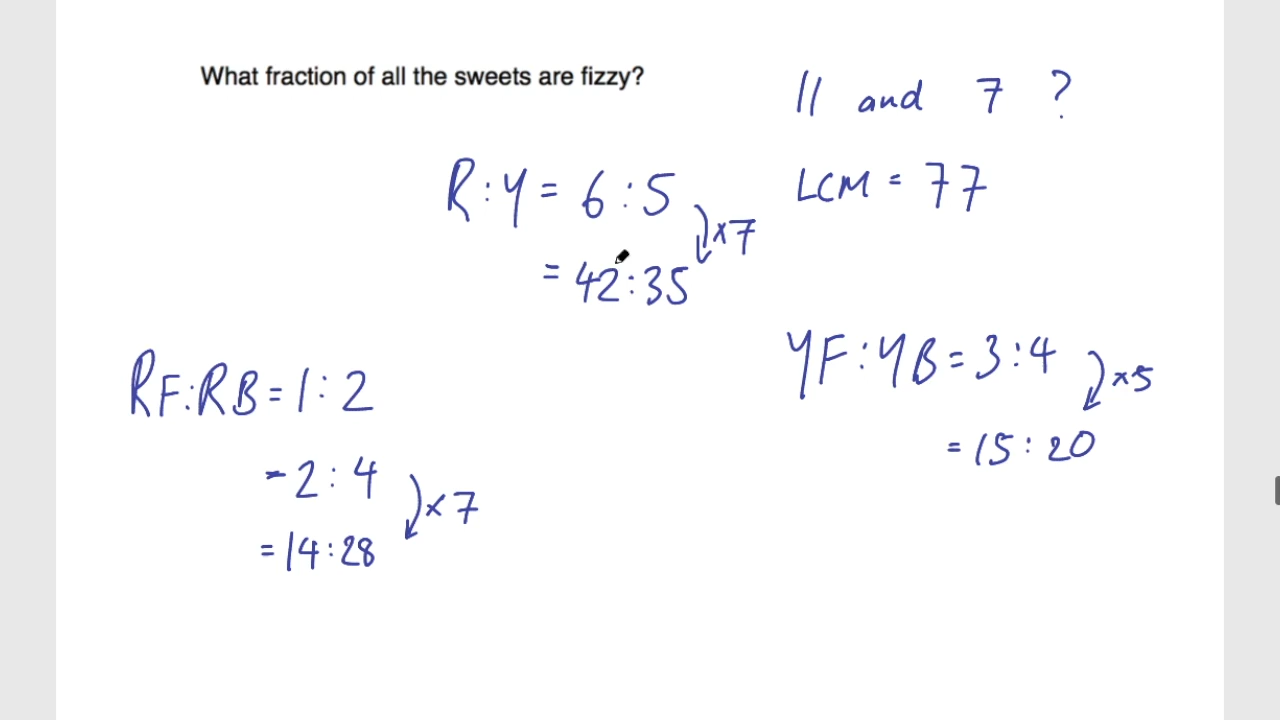 What fraction of all the sweets are fizzy?
11 and 7 ?
LCM = 77
R:Y = 6:5
×7
= 42:35
RF:RB = 1:2
- 2:4
×7
= 14:28
YF:YB = 3:4
×5
= 15:20